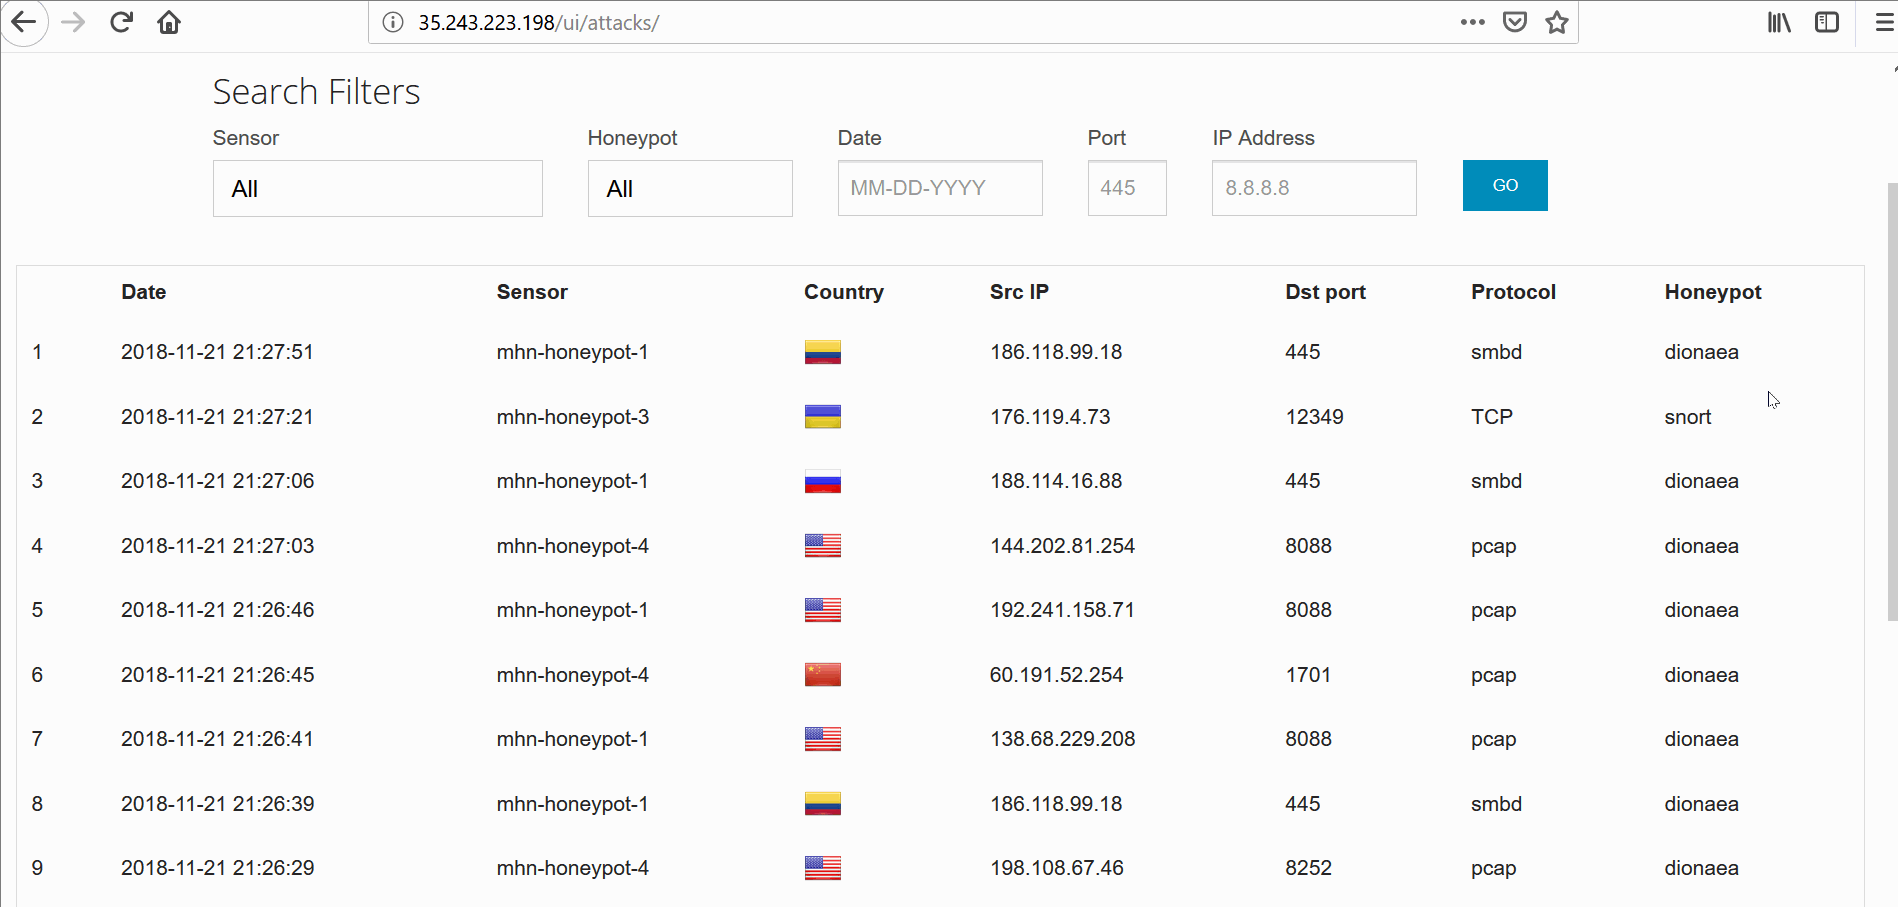 35.243.223.198/ui/attacks/
Search Filters
Sensor Honeypot Date Port IP Address
All All MM-DD-YYYY 445 8.8.8.8 GO
Date Sensor Country Src IP Dst port Protocol Honeypot
1 2018-11-21 21:27:51 mhn-honeypot-1 186.118.99.18 445 smbd dionaea
2 2018-11-21 21:27:21 mhn-honeypot-3 176.119.4.73 12349 TCP snort
3 2018-11-21 21:27:06 mhn-honeypot-1 188.114.16.88 445 smbd dionaea
4 2018-11-21 21:27:03 mhn-honeypot-4 144.202.81.254 8088 pcap dionaea
5 2018-11-21 21:26:46 mhn-honeypot-1 192.241.158.71 8088 pcap dionaea
6 2018-11-21 21:26:45 mhn-honeypot-4 60.191.52.254 1701 pcap dionaea
7 2018-11-21 21:26:41 mhn-honeypot-1 138.68.229.208 8088 pcap dionaea
8 2018-11-21 21:26:39 mhn-honeypot-1 186.118.99.18 445 smbd dionaea
9 2018-11-21 21:26:29 mhn-honeypot-4 198.108.67.46 8252 pcap dionaea